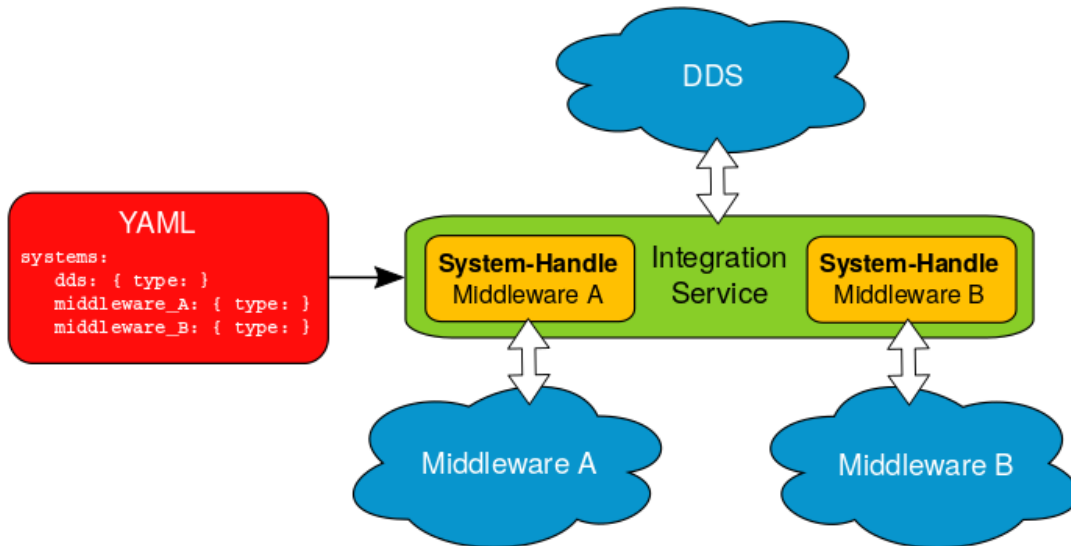 DDS
YAML
systems:
dds: { type: }
middleware_A: { type: }
middleware_B: { type: }
System-Handle
Middleware A
Integration
Service
System-Handle
Middleware B
Middleware A
Middleware B